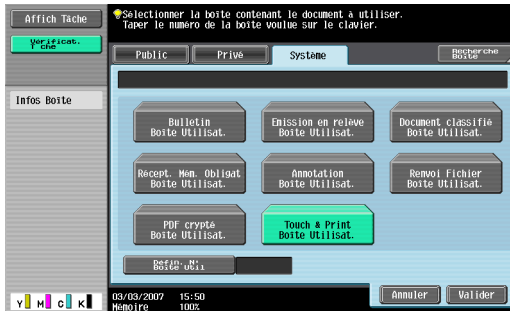 Affich Tâche
Vérificat.
T che
Sélectionner la boîte contenant le document à utiliser.
Taper le numéro de la boîte voulue sur le clavier.
Public
Privé
Système
Recherche
Boîte
Infos Boîte
Bulletin
Boîte Utilisat.
Emission en relève
Boîte Utilisat.
Document classifié
Boîte Utilisat.
Récept. Mém. Obligat
Boîte Utilisat.
Annotation
Boîte Utilisat.
Renvoi Fichier
Boîte Utilisat.
PDF crypté
Boîte Utilisat.
Touch & Print
Boîte Utilisat.
Défin. N°
Boîte Util
Y M C K
03/03/2007 15:50
Mémoire 100%
Annuler
Valider